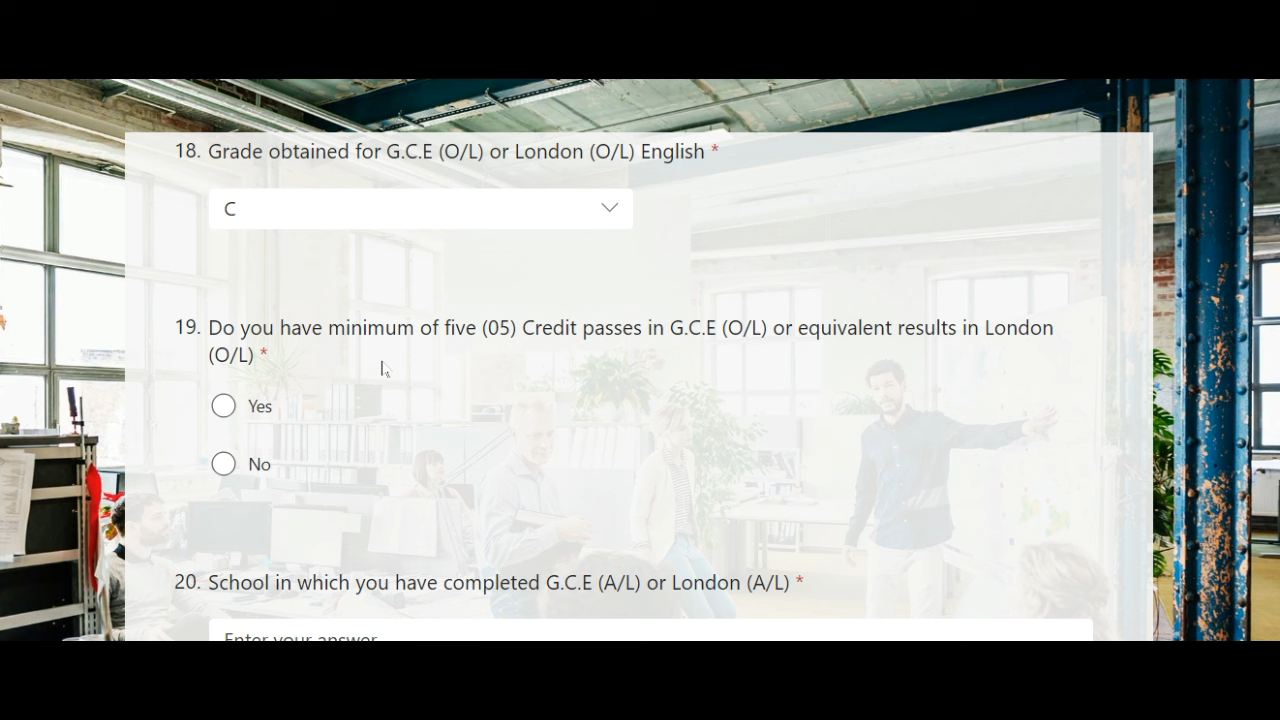 18. Grade obtained for G.C.E (O/L) or London (O/L) English *
C
19. Do you have minimum of five (05) Credit passes in G.C.E (O/L) or equivalent results in London
(O/L) *
Yes
No
20. School in which you have completed G.C.E (A/L) or London (A/L) *
Enter your answer